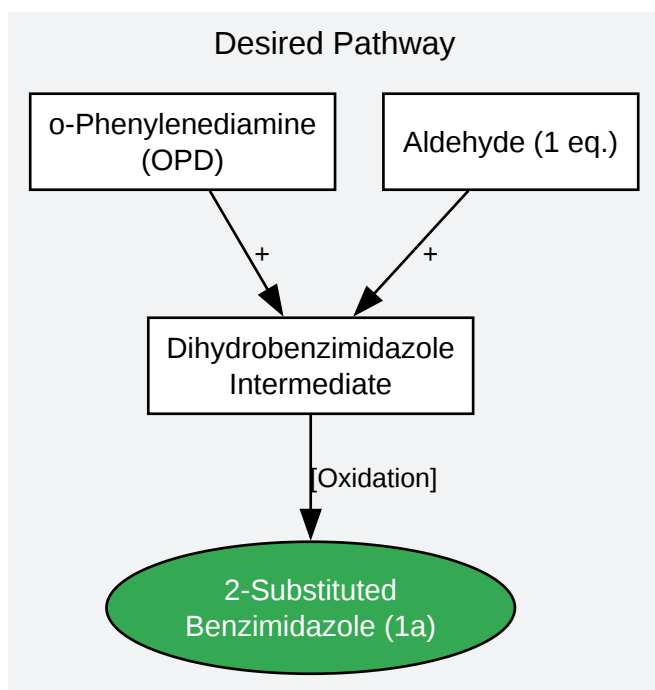 Desired Pathway
o-Phenylenediamine
(OPD)
Aldehyde (1 eq.)
+
+
Dihydrobenzimidazole
Intermediate
[Oxidation]
2-Substituted
Benzimidazole (1a)